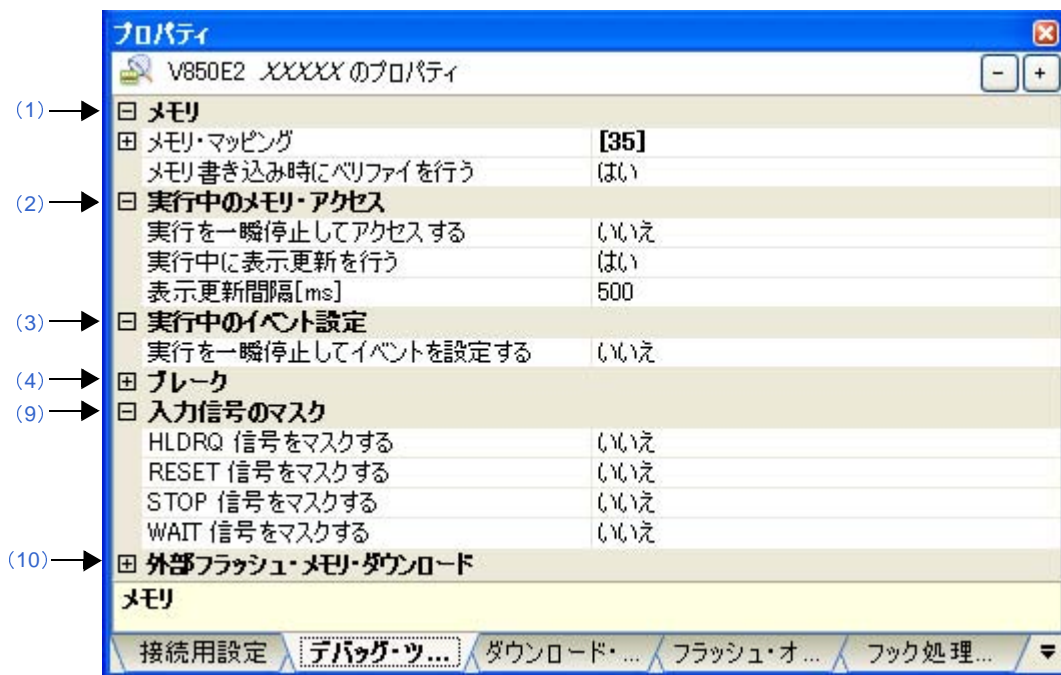 プロパティ
V850E2 XXXXX のプロパティ
- +
(1) メモリ
メモリ・マッピング [35]
メモリ書き込み時にベリファイを行う はい
(2) 実行中のメモリ・アクセス
実行を一瞬停止してアクセスする いいえ
実行中に表示更新を行う はい
表示更新間隔[ms] 500
(3) 実行中のイベント設定
実行を一瞬停止してイベントを設定する いいえ
(4) ブレーク
(9) 入力信号のマスク
HLDRQ 信号をマスクする いいえ
RESET 信号をマスクする いいえ
STOP 信号をマスクする いいえ
WAIT 信号をマスクする いいえ
(10) 外部フラッシュ・メモリ・ダウンロード
メモリ
接続用設定 デバッグ・ツ... ダウンロード・... フラッシュ・オ... フック処理...